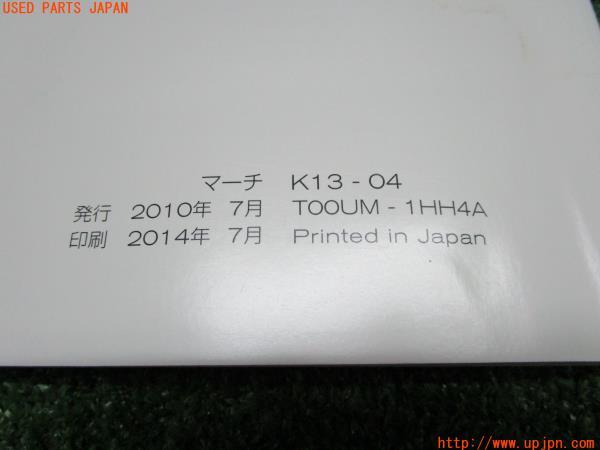 USED PARTS JAPAN
マーチ K13-04
発行 2010年 7月 T00UM-1HH4A
印刷 2014年 7月 Printed in Japan
http://www.upjpn.com